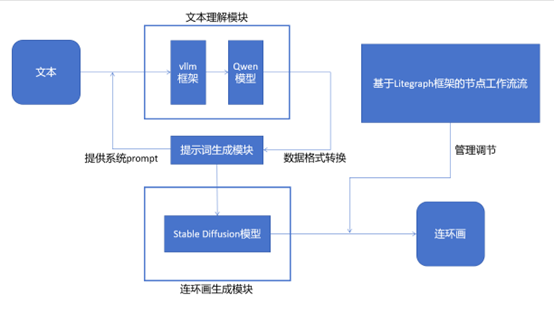 文本理解模块
文本
vllm
框架
Qwen
模型
基于Litegraph框架的节点工作流流
提供系统prompt
提示词生成模块
数据格式转换
管理调节
Stable Diffusion模型
连环画
连环画生成模块